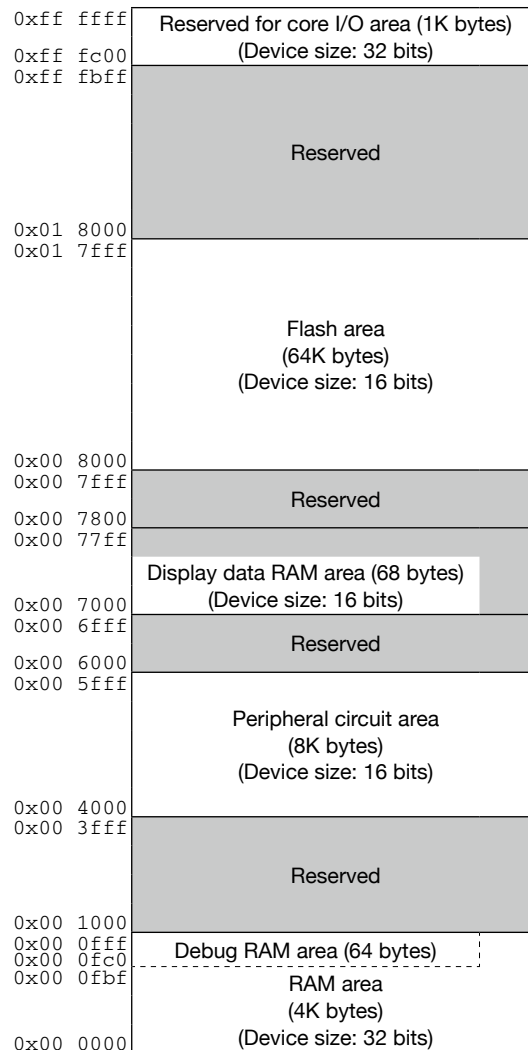 0xff ffff
Reserved for core I/O area (1K bytes)
(Device size: 32 bits)
0xff fc00
0xff fbff
Reserved
0x01 8000
0x01 7fff
Flash area
(64K bytes)
(Device size: 16 bits)
0x00 8000
0x00 7fff
Reserved
0x00 7800
0x00 77ff
Display data RAM area (68 bytes)
(Device size: 16 bits)
0x00 7000
0x00 6fff
Reserved
0x00 6000
0x00 5fff
Peripheral circuit area
(8K bytes)
(Device size: 16 bits)
0x00 4000
0x00 3fff
Reserved
0x00 1000
0x00 0fff
Debug RAM area (64 bytes)
0x00 0fc0
0x00 0fbf
RAM area
(4K bytes)
(Device size: 32 bits)
0x00 0000